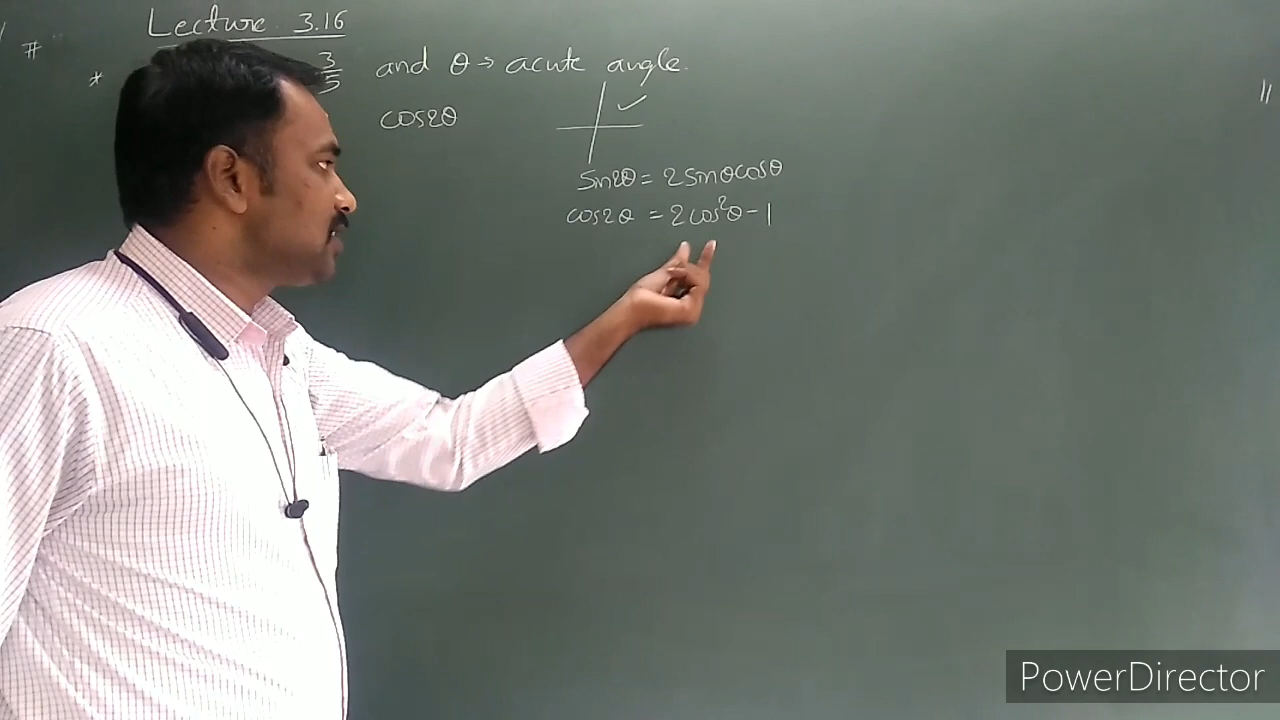 Lecture 3.16
#
* 3/5 and θ → acute angle.
cos2θ
sin2θ = 2sinθcosθ
cos2θ = 2cos²θ - 1
PowerDirector